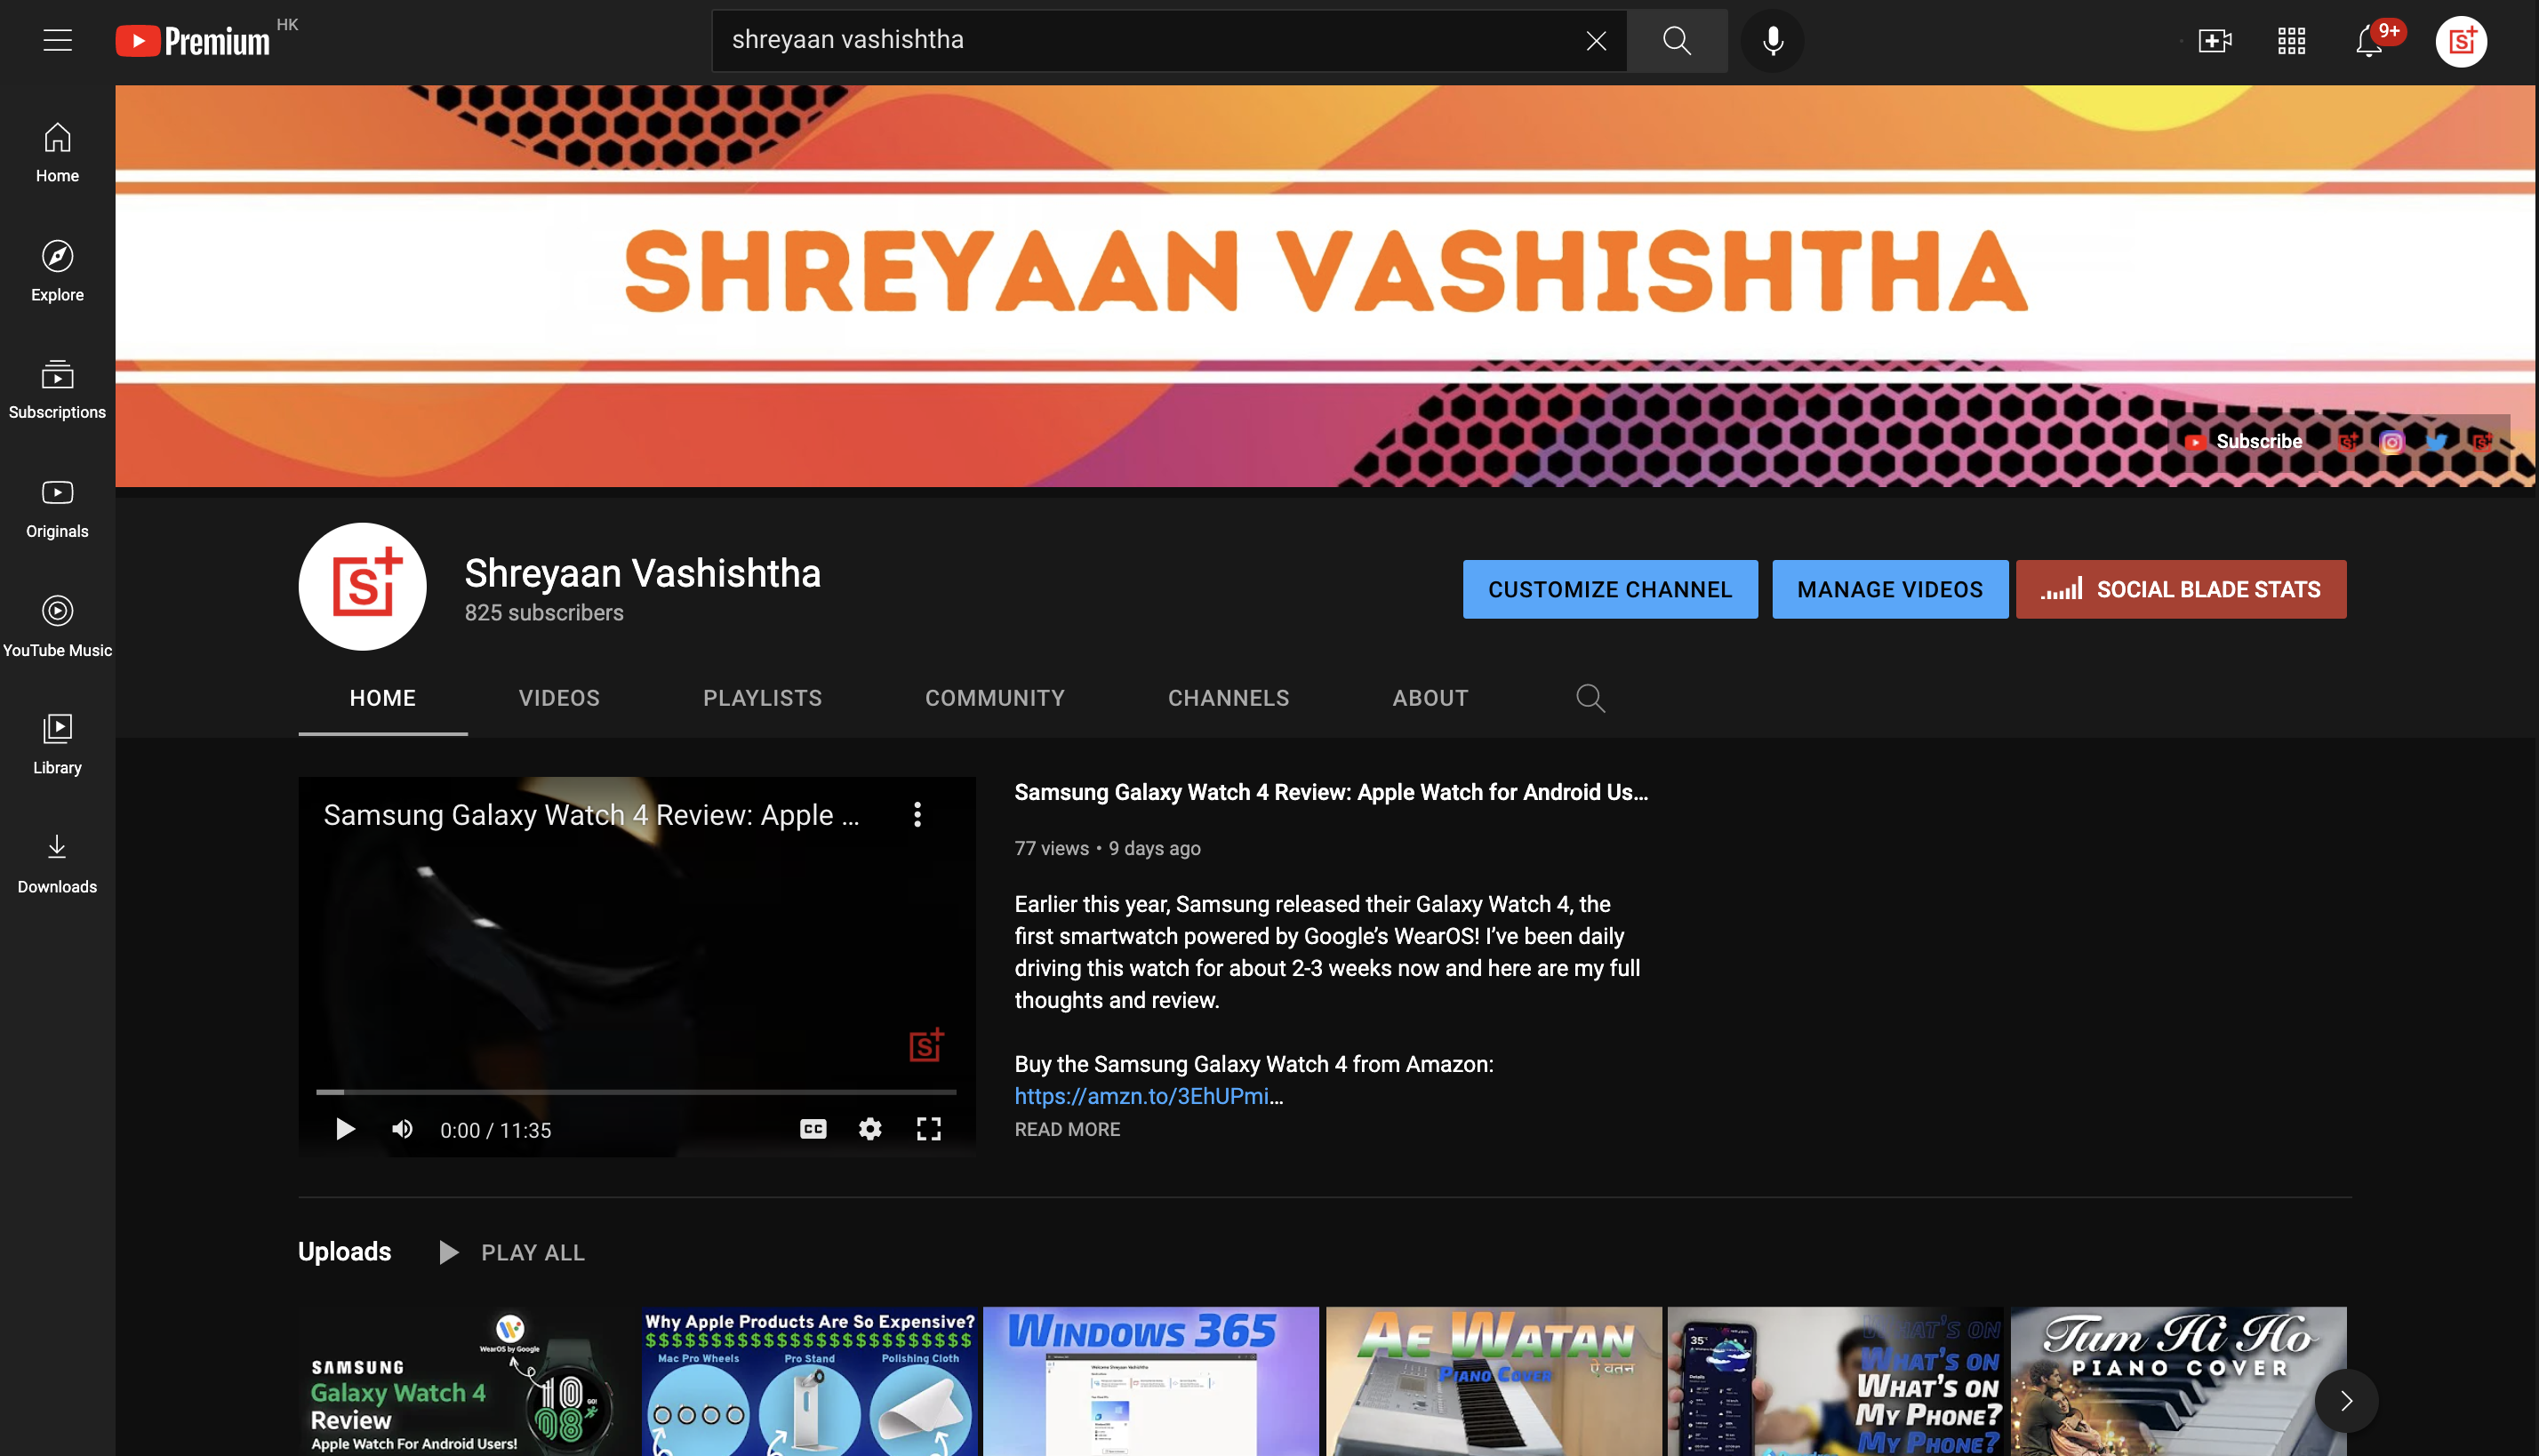 Premium HK
shreyaan vashishtha
9+
Home
Explore
Subscriptions
Originals
YouTube Music
Library
Downloads
SHREYAAN VASHISHTHA
Subscribe
Shreyaan Vashishtha
825 subscribers
CUSTOMIZE CHANNEL
MANAGE VIDEOS
SOCIAL BLADE STATS
HOME
VIDEOS
PLAYLISTS
COMMUNITY
CHANNELS
ABOUT
Samsung Galaxy Watch 4 Review: Apple ...
0:00 / 11:35
Samsung Galaxy Watch 4 Review: Apple Watch for Android Us...
77 views • 9 days ago
Earlier this year, Samsung released their Galaxy Watch 4, the
first smartwatch powered by Google’s WearOS! I’ve been daily
driving this watch for about 2-3 weeks now and here are my full
thoughts and review.
Buy the Samsung Galaxy Watch 4 from Amazon:
https://amzn.to/3EhUPmi...
READ MORE
Uploads
PLAY ALL
WearOS by Google
SAMSUNG
Galaxy Watch 4
Review
Apple Watch For Android Users!
10
08
GO!
Why Apple Products Are So Expensive?
$$$$$$$$$$$$$$$$$$$$$$$$$
Mac Pro Wheels
Pro Stand
Polishing Cloth
WINDOWS 365
Welcome Shreyaan Vashishtha
AE WATAN
ऐ वतन
PIANO COVER
35°
WHAT'S ON
WHAT'S ON
WHAT'S ON
MY PHONE?
MY PHONE?
MY PHONE?
Tum Hi Ho
PIANO COVER